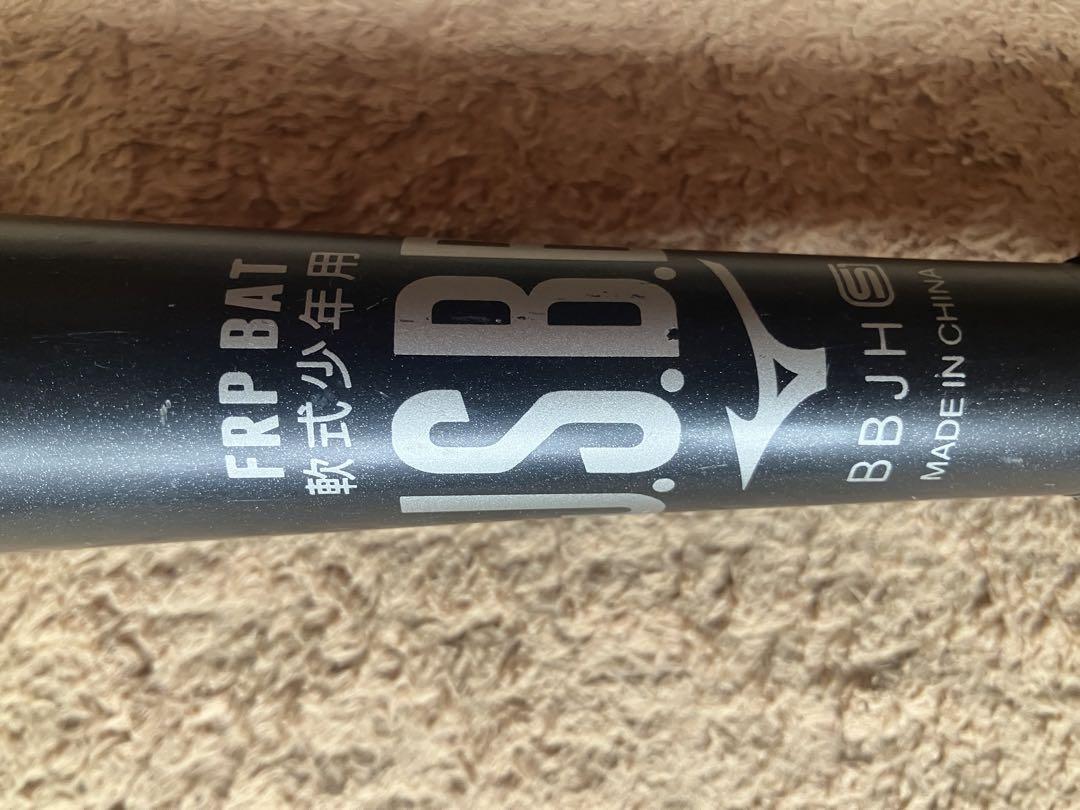 FRP BAT
軟式少年用
.S.B.
BBJH
MADE IN CHINA